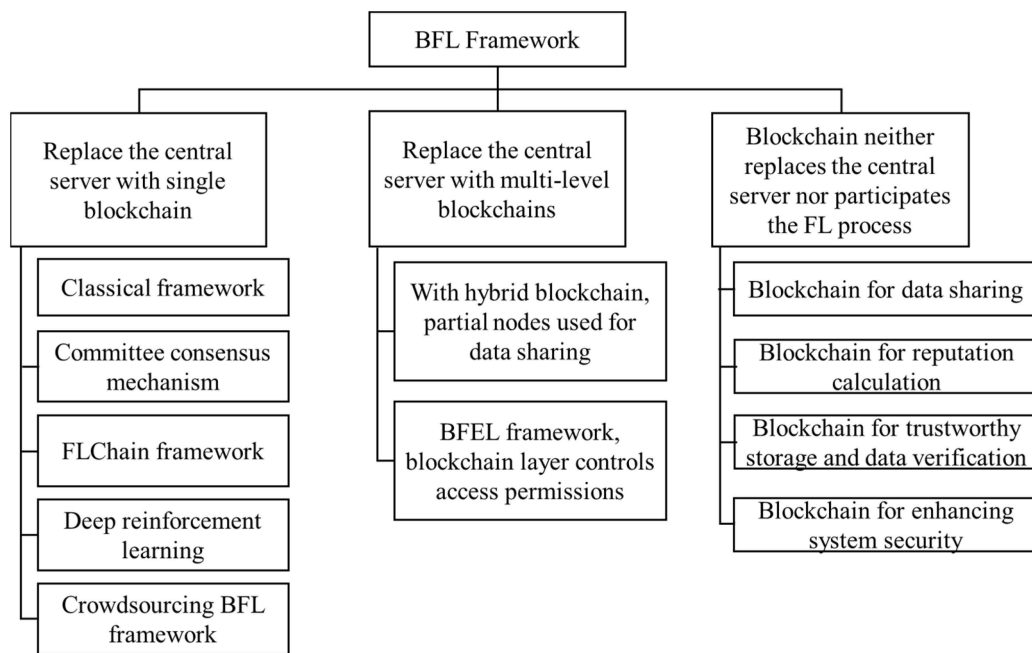 BFL Framework
Replace the central
server with single
blockchain
Classical framework
Committee consensus
mechanism
FLChain framework
Deep reinforcement
learning
Crowdsourcing BFL
framework
Replace the central
server with multi-level
blockchains
With hybrid blockchain,
partial nodes used for
data sharing
BFEL framework,
blockchain layer controls
access permissions
Blockchain neither
replaces the central
server nor participates
the FL process
Blockchain for data sharing
Blockchain for reputation
calculation
Blockchain for trustworthy
storage and data verification
Blockchain for enhancing
system security